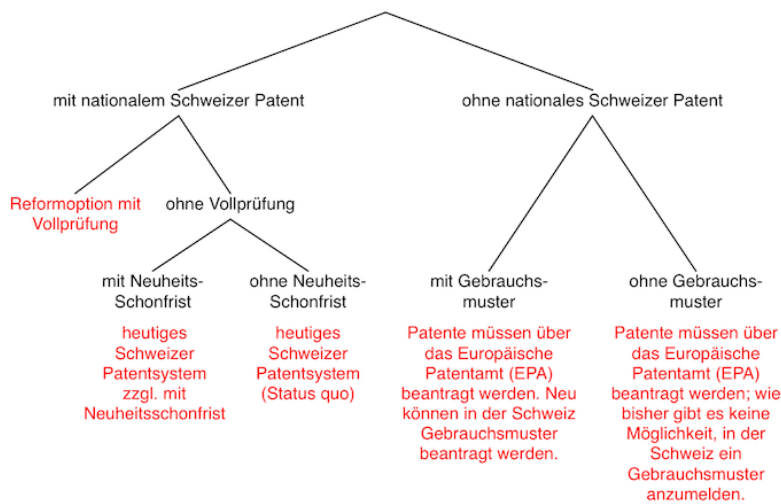 mit nationalem Schweizer Patent
ohne nationales Schweizer Patent
Reformoption mit
Vollprüfung
ohne Vollprüfung
mit Neuheits-
Schonfrist
ohne Neuheits-
Schonfrist
mit Gebrauchs-
muster
ohne Gebrauchs-
muster
heutiges
Schweizer
Patentsystem
zzgl. mit
Neuheitsschonfrist
heutiges
Schweizer
Patentsystem
(Status quo)
Patente müssen über
das Europäische
Patentamt (EPA)
beantragt werden. Neu
können in der Schweiz
Gebrauchsmuster
beantragt werden.
Patente müssen über
das Europäische
Patentamt (EPA)
beantragt werden; wie
bisher gibt es keine
Möglichkeit, in der
Schweiz ein
Gebrauchsmuster
anzumelden.